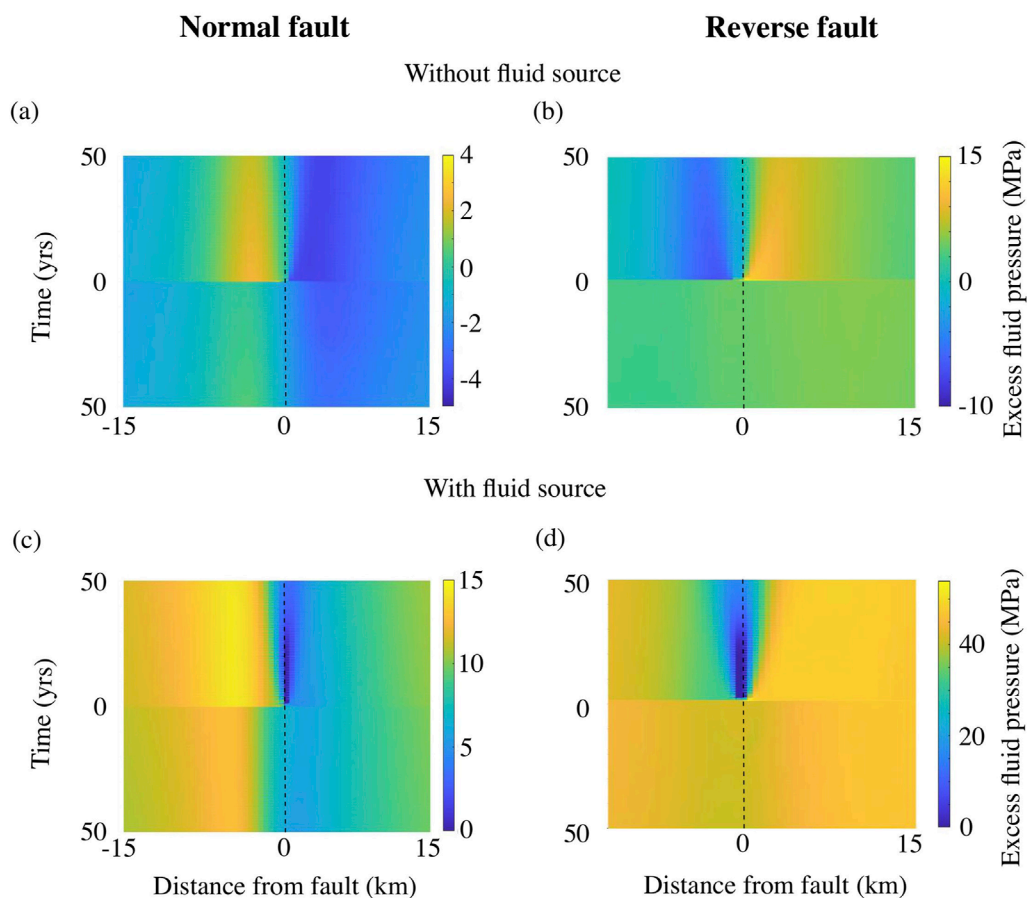 Normal fault
Reverse fault
Without fluid source
(a)
(b)
50
0
50
Time (yrs)
-15
0
15
4
2
0
-2
-4
50
0
50
0
15
15
0
-10
Excess fluid pressure (MPa)
With fluid source
(c)
(d)
50
0
50
Time (yrs)
-15
0
15
Distance from fault (km)
15
10
5
0
50
0
50
0
15
Distance from fault (km)
40
20
0
Excess fluid pressure (MPa)